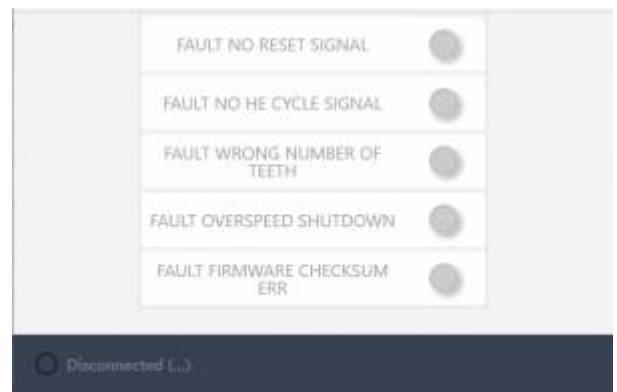 FAULT NO RESET SIGNAL
FAULT NO HE CYCLE SIGNAL
FAULT WRONG NUMBER OF
TEETH
FAULT OVERSPEED SHUTDOWN
FAULT FIRMWARE CHECKSUM
ERR
Disconnected (...)